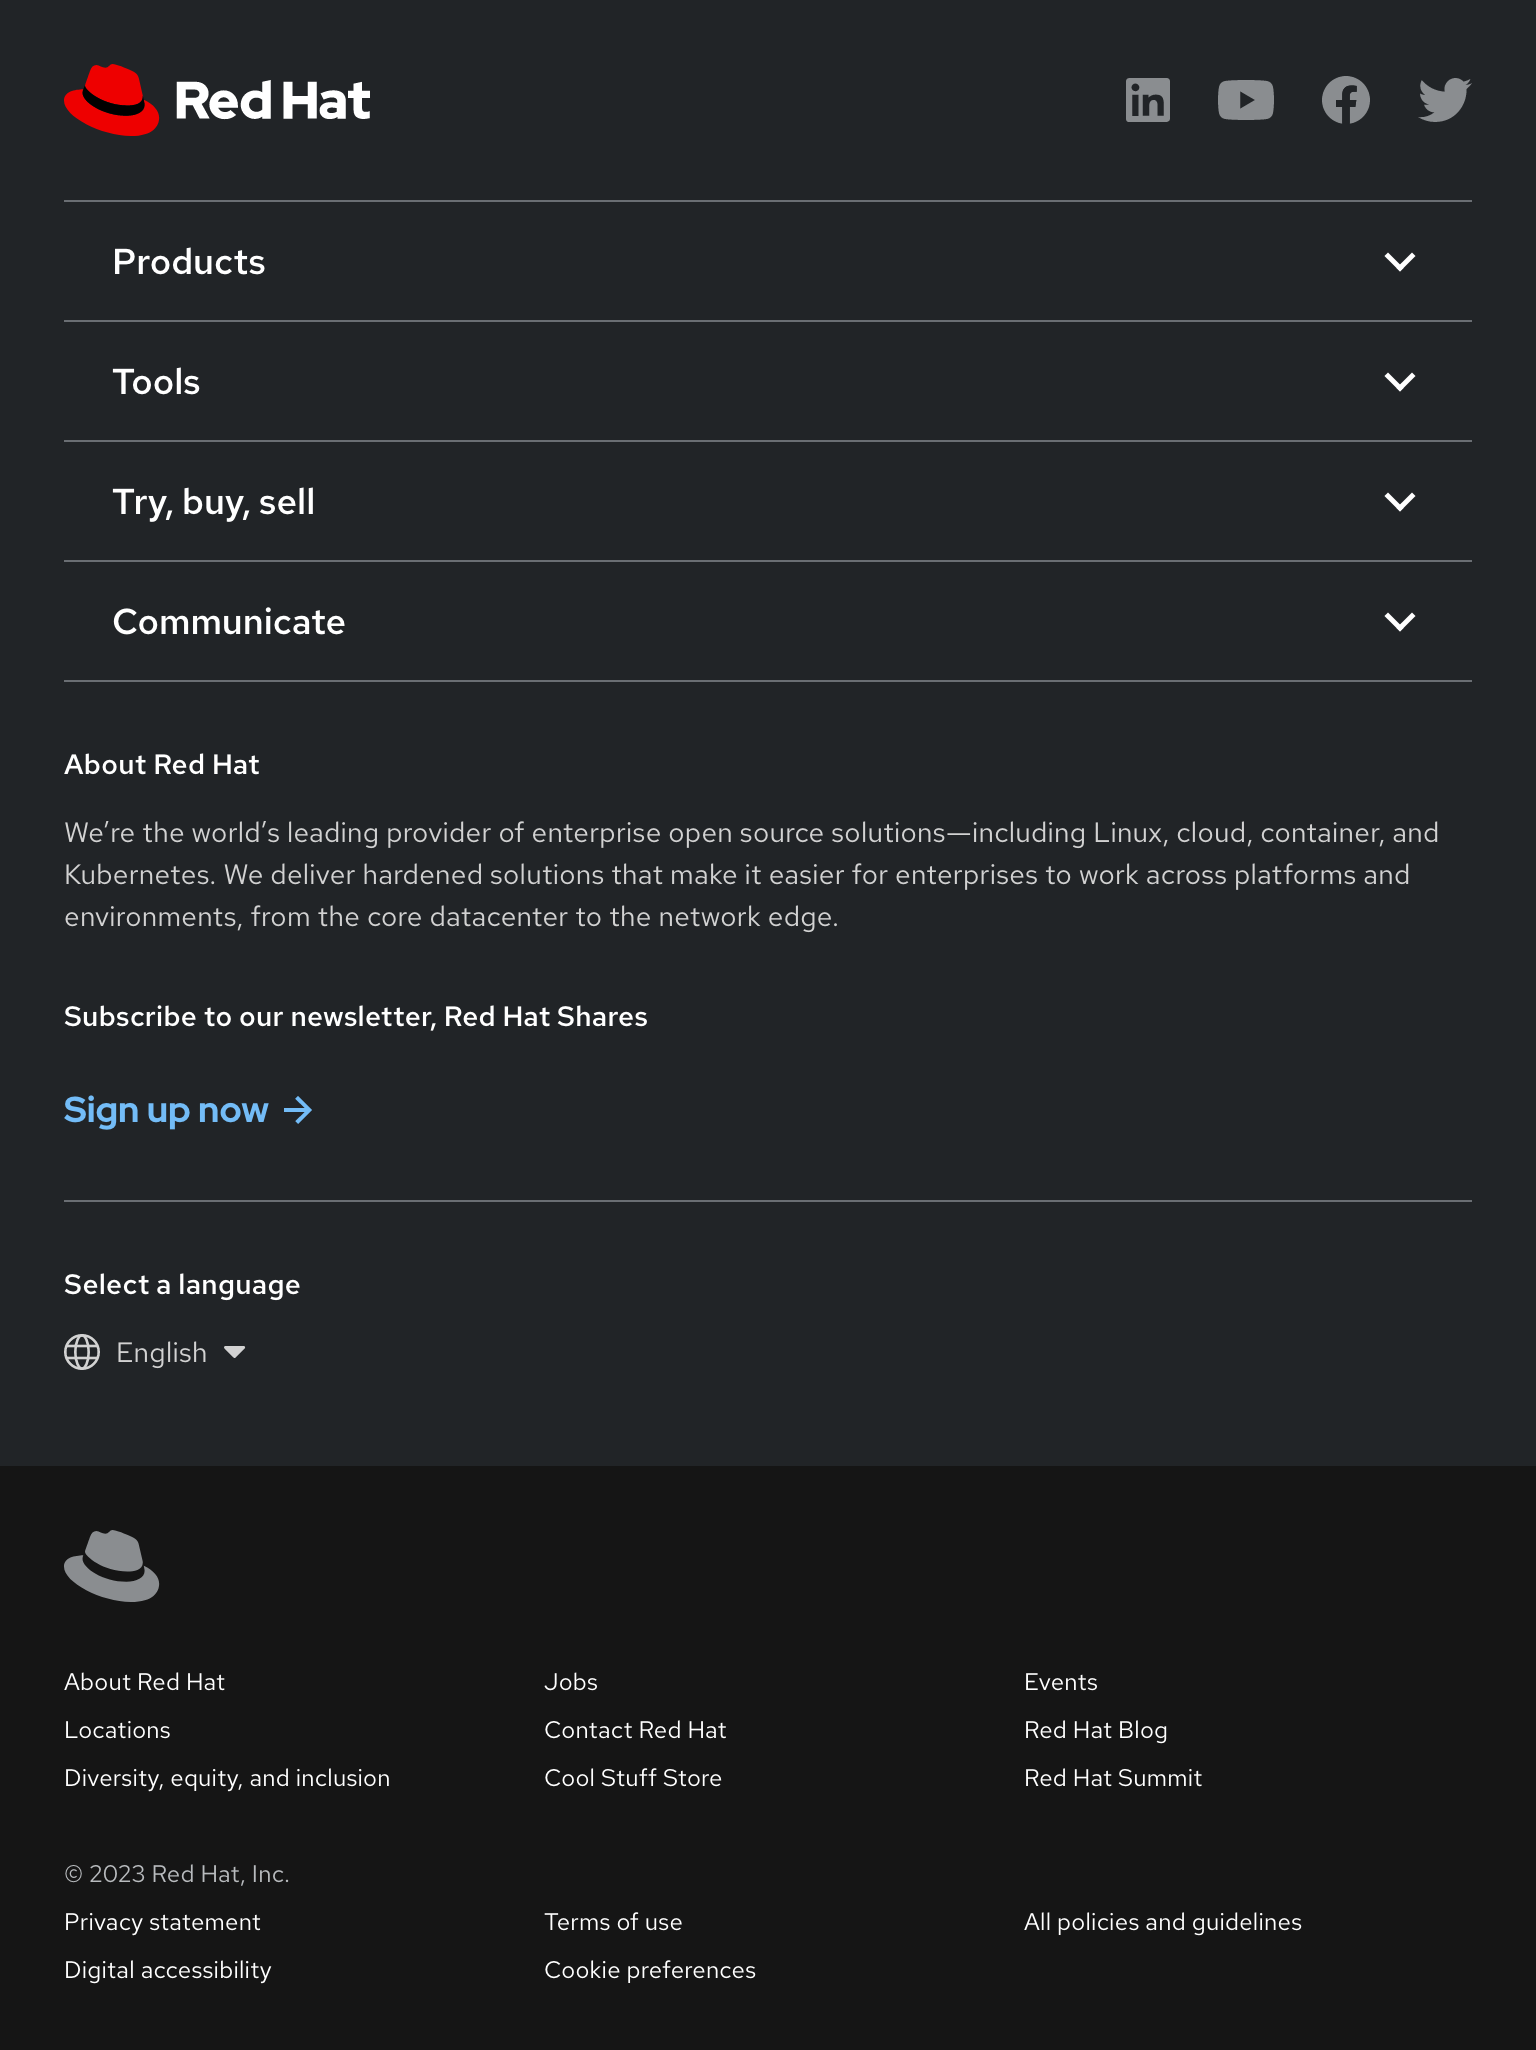 Red Hat
Products
Tools
Try, buy, sell
Communicate
About Red Hat
We’re the world’s leading provider of enterprise open source solutions—including Linux, cloud, container, and
Kubernetes. We deliver hardened solutions that make it easier for enterprises to work across platforms and
environments, from the core datacenter to the network edge.
Subscribe to our newsletter, Red Hat Shares
Sign up now
Select a language
English
About Red Hat
Jobs
Events
Locations
Contact Red Hat
Red Hat Blog
Diversity, equity, and inclusion
Cool Stuff Store
Red Hat Summit
© 2023 Red Hat, Inc.
Privacy statement
Terms of use
All policies and guidelines
Digital accessibility
Cookie preferences